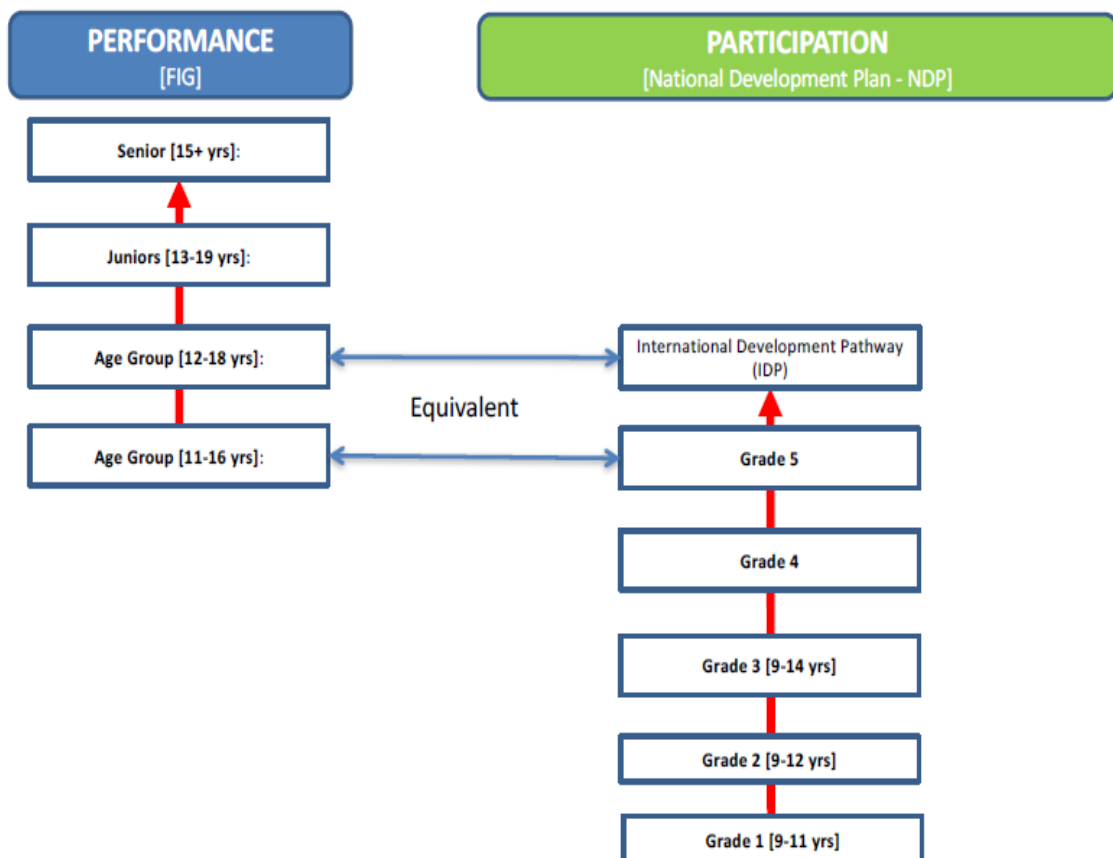 PERFORMANCE
[FIG]
PARTICIPATION
[National Development Plan - NDP]
Senior [15+ yrs]:
Juniors [13-19 yrs]:
Age Group [12-18 yrs]:
International Development Pathway
(IDP)
Equivalent
Age Group [11-16 yrs]:
Grade 5
Grade 4
Grade 3 [9-14 yrs]
Grade 2 [9-12 yrs]
Grade 1 [9-11 yrs]